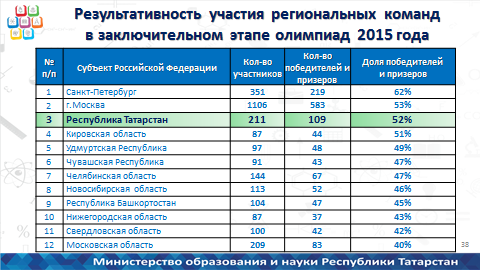 Результативность участия региональных команд
в заключительном этапе олимпиад 2015 года
№ п/п Субъект Российской Федерации Кол-во участников Кол-во победителей и призеров Доля победителей и призеров
1 Санкт-Петербург 351 219 62%
2 г.Москва 1106 583 53%
3 Республика Татарстан 211 109 52%
4 Кировская область 87 44 51%
5 Удмуртская Республика 97 48 49%
6 Чувашская Республика 91 43 47%
7 Челябинская область 144 67 47%
8 Новосибирская область 113 52 46%
9 Республика Башкортостан 104 47 45%
10 Нижегородская область 87 37 43%
11 Свердловская область 100 42 42%
12 Московская область 209 83 40%
38
Министерство образования и науки Республики Татарстан